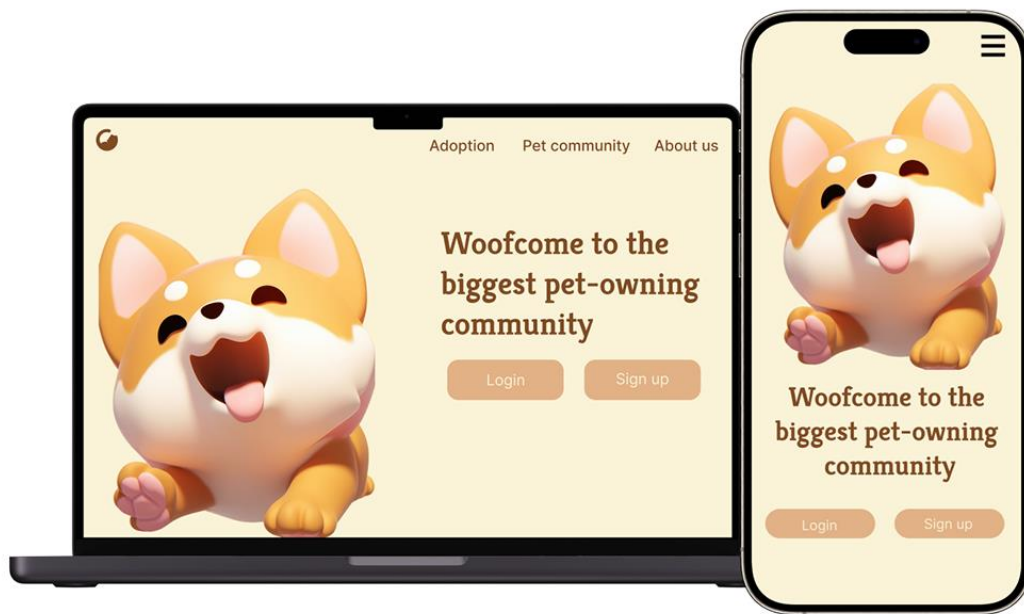 Adoption Pet community About us
Woofcome to the
biggest pet-owning
community
Login Sign up
Woofcome to the
biggest pet-owning
community
Login Sign up